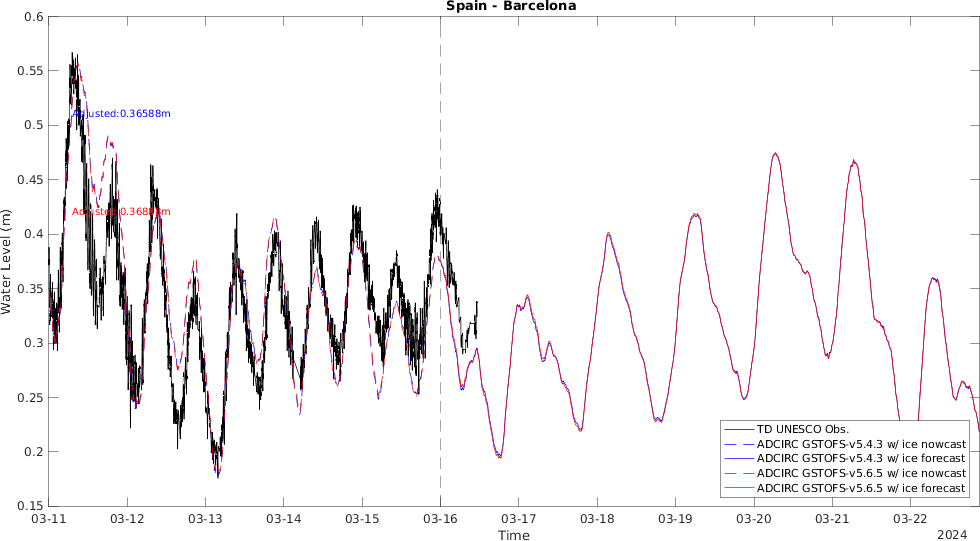 Spain - Barcelona
0.6
0.55
0.5
0.45
0.4
0.35
0.3
0.25
0.2
0.15
Water Level (m)
Adjusted:0.36588m
TD UNESCO Obs.
ADCIRC GSTOFS-v5.4.3 w/ ice nowcast
ADCIRC GSTOFS-v5.4.3 w/ ice forecast
ADCIRC GSTOFS-v5.6.5 w/ ice nowcast
ADCIRC GSTOFS-v5.6.5 w/ ice forecast
03-11 03-12 03-13 03-14 03-15 03-16 03-17 03-18 03-19 03-20 03-21 03-22
Time
2024